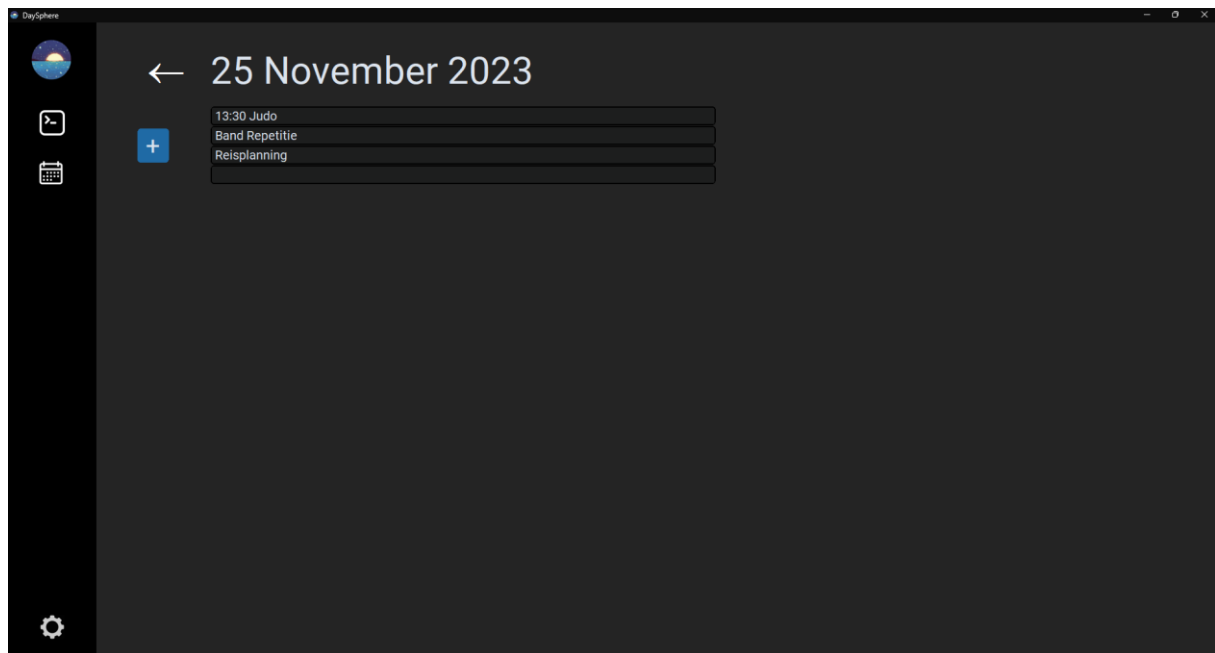 DaySphere
25 November 2023
13:30 Judo
Band Repetitie
Reisplanning